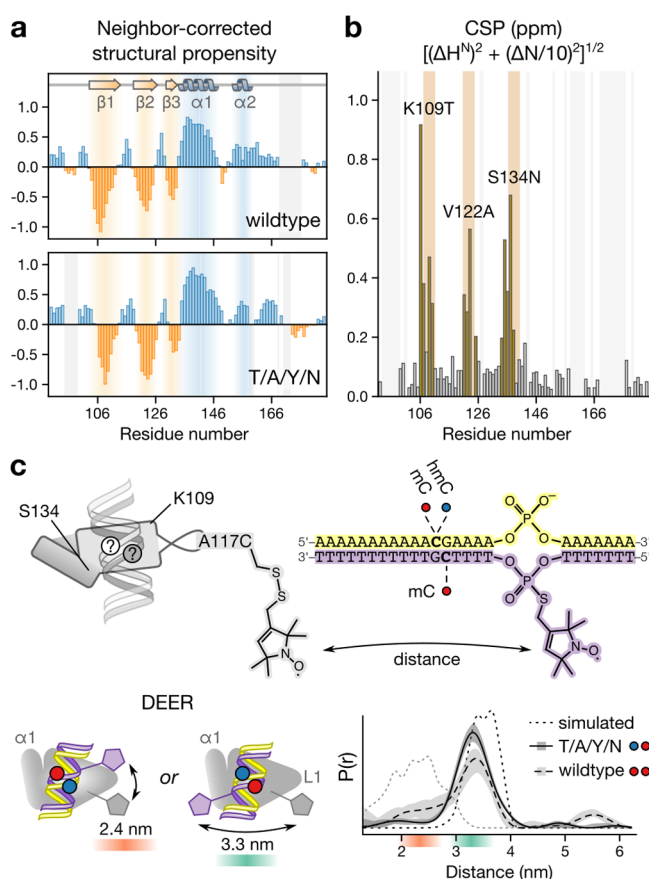 a
Neighbor-corrected
structural propensity
β1
β2
β3
α1
α2
1.0
0.5
0.0
-0.5
-1.0
wildtype
1.0
0.5
0.0
-0.5
-1.0
T/A/Y/N
106
126
146
166
Residue number
b
CSP (ppm)
[(ΔHᴺ)² + (ΔN/10)²]¹ᐟ²
1.0
0.8
0.6
0.4
0.2
0.0
K109T
V122A
S134N
106
126
146
166
Residue number
c
S134
K109
?
?
A117C
S
S
N
O
mC
hmC
5'-AAAAAAAAAACGAAAA
AAAAAAA-3'
3'-TTTTTTTTTTGCTTTT
TTTTTTT-5'
mC
O
P
O⁻
O
O
O
P
O
O
S
N
O
distance
DEER
α1
or
α1
L1
2.4 nm
3.3 nm
P(r)
simulated
T/A/Y/N
wildtype
2
3
4
5
6
Distance (nm)